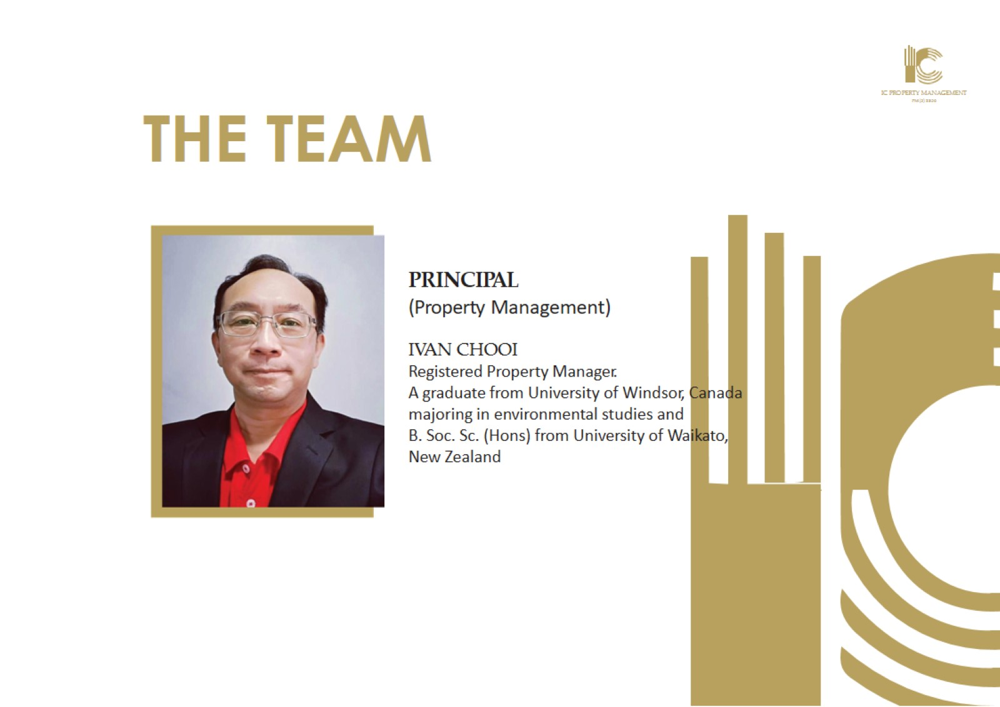 IC PROPERTY MANAGEMENT
THE TEAM
PRINCIPAL
(Property Management)
IVAN CHOOI
Registered Property Manager.
A graduate from University of Windsor, Canada
majoring in environmental studies and
B. Soc. Sc. (Hons) from University of Waikato,
New Zealand